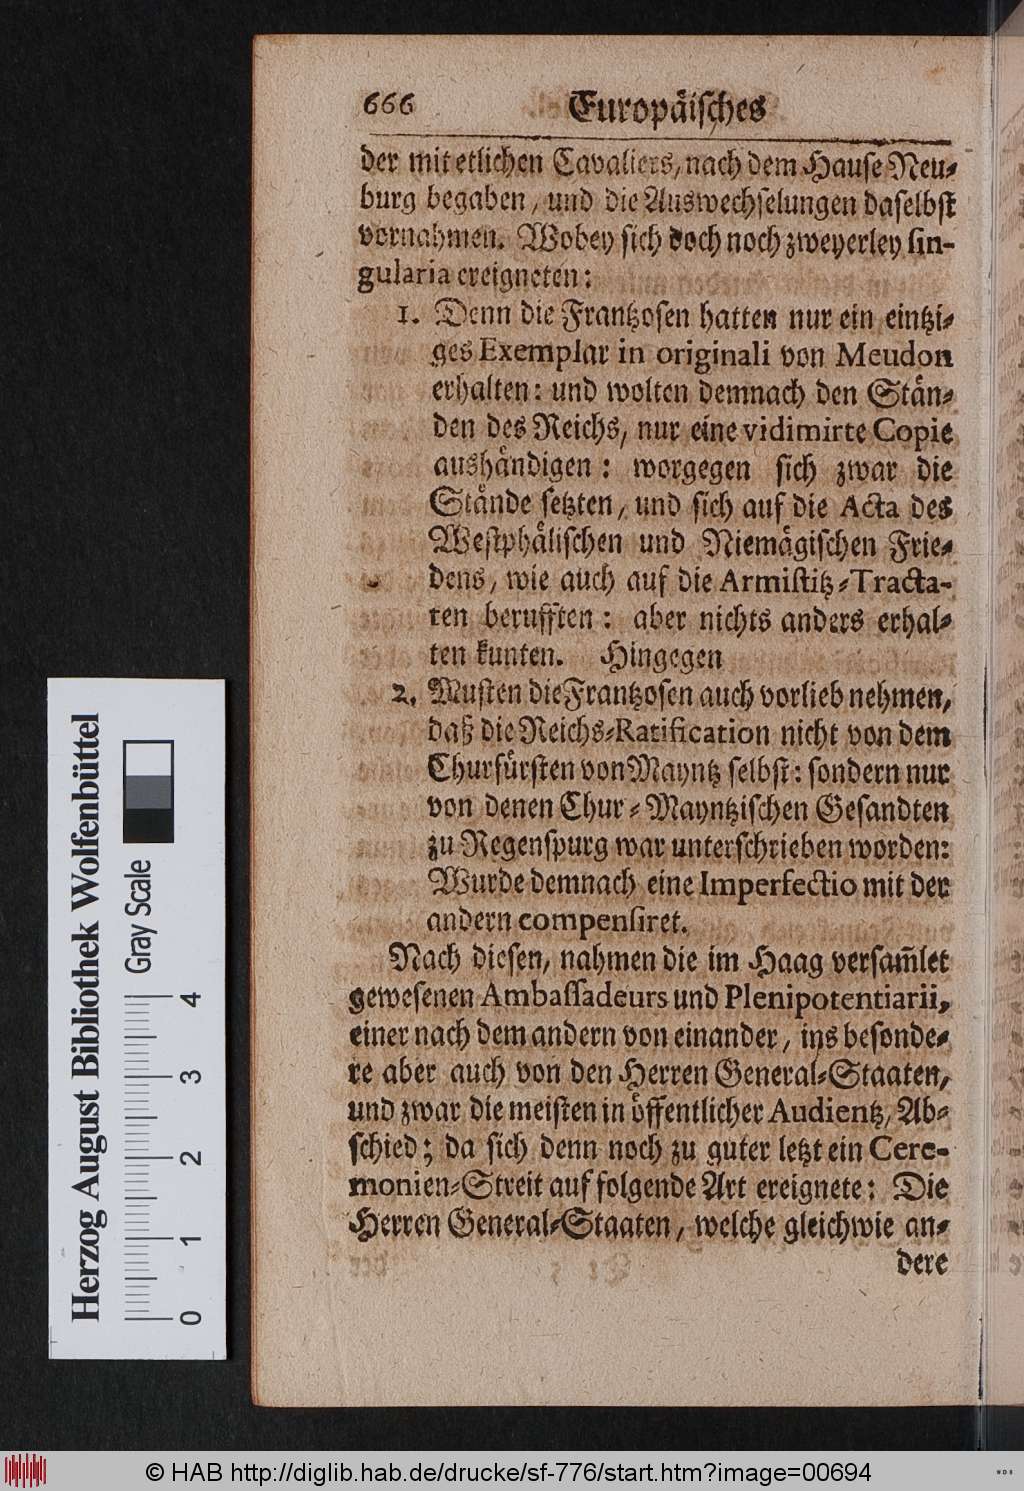 666 Europäiſches
der mit etlichen Cavaliers, nach dem Hauſe Neu-
burg begaben, und die Auswechſelungen daſelbſt
vornahmen. Wobey ſich doch noch zweyerley ſin-
gularia ereigneten:
1. Denn die Frantzoſen hatten nur ein eintzi-
ges Exemplar in originali von Meudon
erhalten: und wolten demnach den Stän-
den des Reichs, nur eine vidimirte Copie
aushändigen: worgegen ſich zwar die
Stände ſetzten, und ſich auf die Acta des
Weſtphäliſchen und Niemägiſchen Frie-
dens, wie auch auf die Armiſtitz-Tracta-
ten berufften: aber nichts anders erhal-
ten kunten. Hingegen
2. Muſten die Frantzoſen auch vorlieb nehmen,
daß die Reichs-Ratification nicht von dem
Churfürſten von Mayntz ſelbſt: ſondern nur
von denen Chur-Mayntziſchen Geſandten
zu Regenſpurg war unterſchrieben worden:
Wurde demnach eine Imperfectio mit der
andern compenſiret.
Nach dieſen, nahmen die im Haag verſam̃let
geweſenen Ambaſſadeurs und Plenipotentiarii,
einer nach dem andern von einander, ins beſonde-
re aber auch von den Herren General-Staaten,
und zwar die meiſten in öffentlicher Audientz, Ab-
ſchied; da ſich denn noch zu guter letzt ein Cere-
monien-Streit auf folgende Art ereignete: Die
Herren General-Staaten, welche gleichwie an-
dere
Herzog August Bibliothek Wolfenbüttel
Gray Scale
0 1 2 3 4
© HAB http://diglib.hab.de/drucke/sf-776/start.htm?image=00694